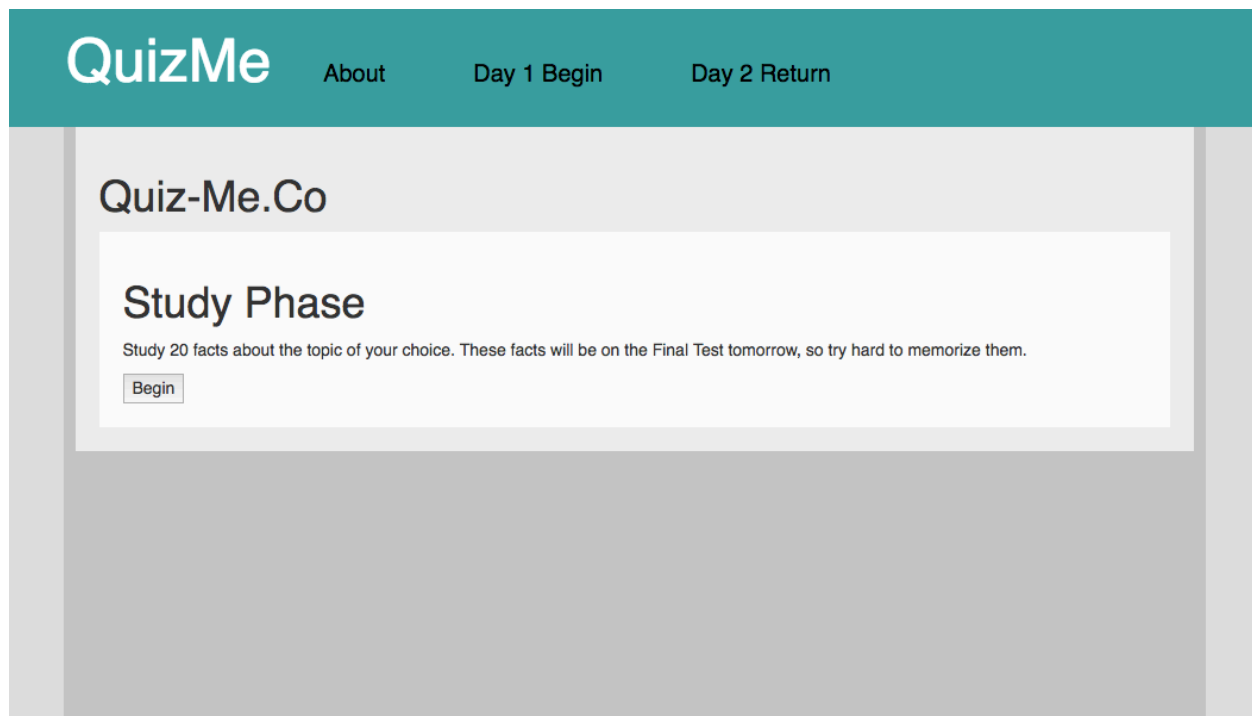 QuizMe About Day 1 Begin Day 2 Return
Quiz-Me.Co
Study Phase
Study 20 facts about the topic of your choice. These facts will be on the Final Test tomorrow, so try hard to memorize them.
Begin